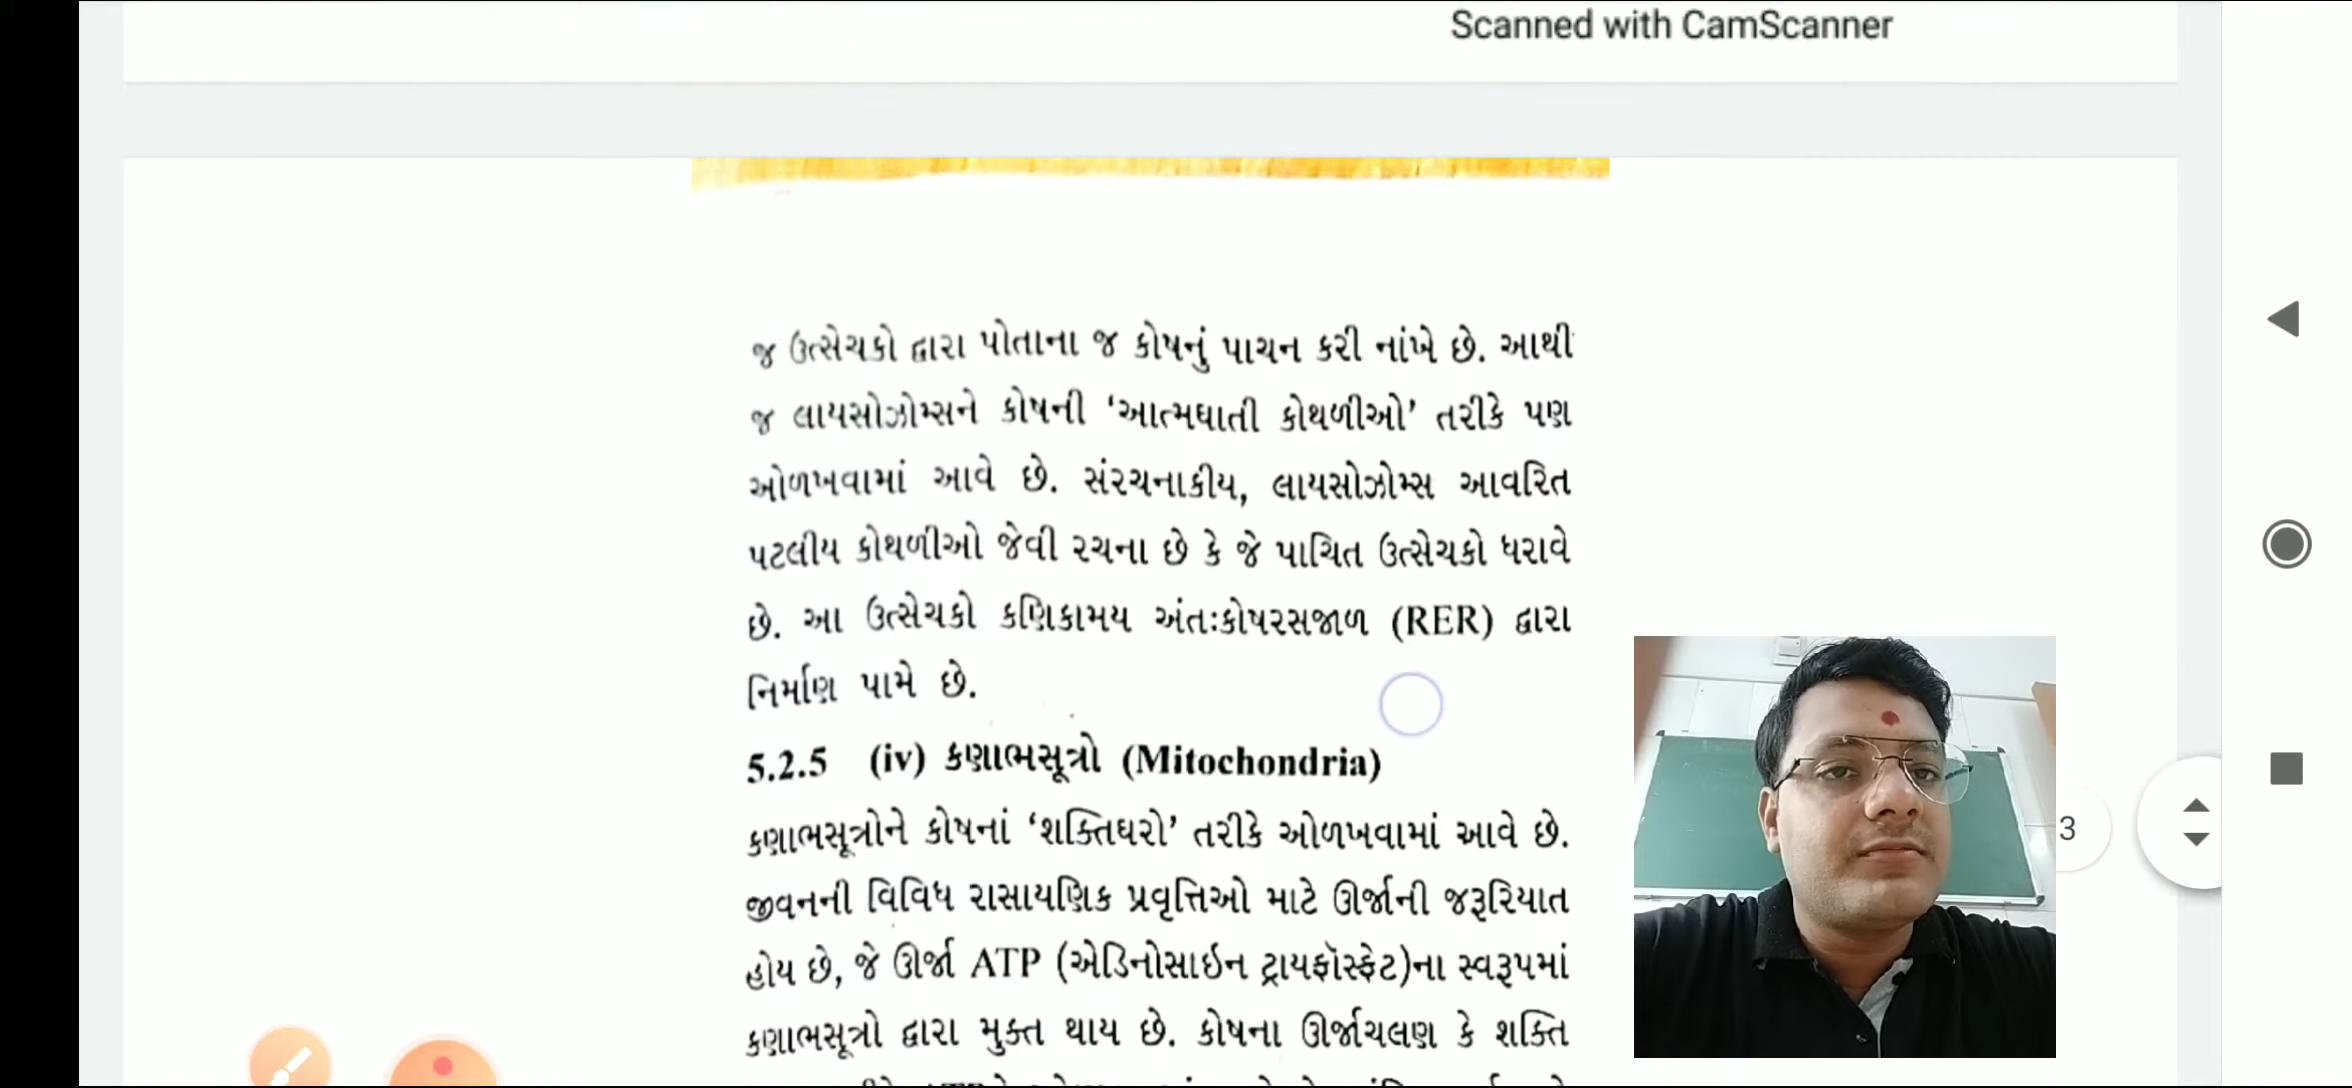 Scanned with CamScanner
જ ઉત્સેચકો દ્વારા પોતાના જ કોષનું પાચન કરી નાંખે છે. આથી
જ લાયસોઝોમ્સને કોષની ‘આત્મઘાતી કોથળીઓ’ તરીકે પણ
ઓળખવામાં આવે છે. સંરચનાકીય, લાયસોઝોમ્સ આવરિત
પટલીય કોથળીઓ જેવી રચના છે કે જે પાચિત ઉત્સેચકો ધરાવે
છે. આ ઉત્સેચકો કણિકામય અંતઃકોષરસજાળ (RER) દ્વારા
નિર્માણ પામે છે.
5.2.5 (iv) કણાભસૂત્રો (Mitochondria)
કણાભસૂત્રોને કોષનાં ‘શક્તિઘરો’ તરીકે ઓળખવામાં આવે છે.
જીવનની વિવિધ રાસાયણિક પ્રવૃત્તિઓ માટે ઊર્જાની જરૂરિયાત
હોય છે, જે ઊર્જા ATP (એડિનોસાઇન ટ્રાયફૉસ્ફેટ)ના સ્વરૂપમાં
કણાભસૂત્રો દ્વારા મુક્ત થાય છે. કોષના ઊર્જાચલણ કે શક્તિ
3